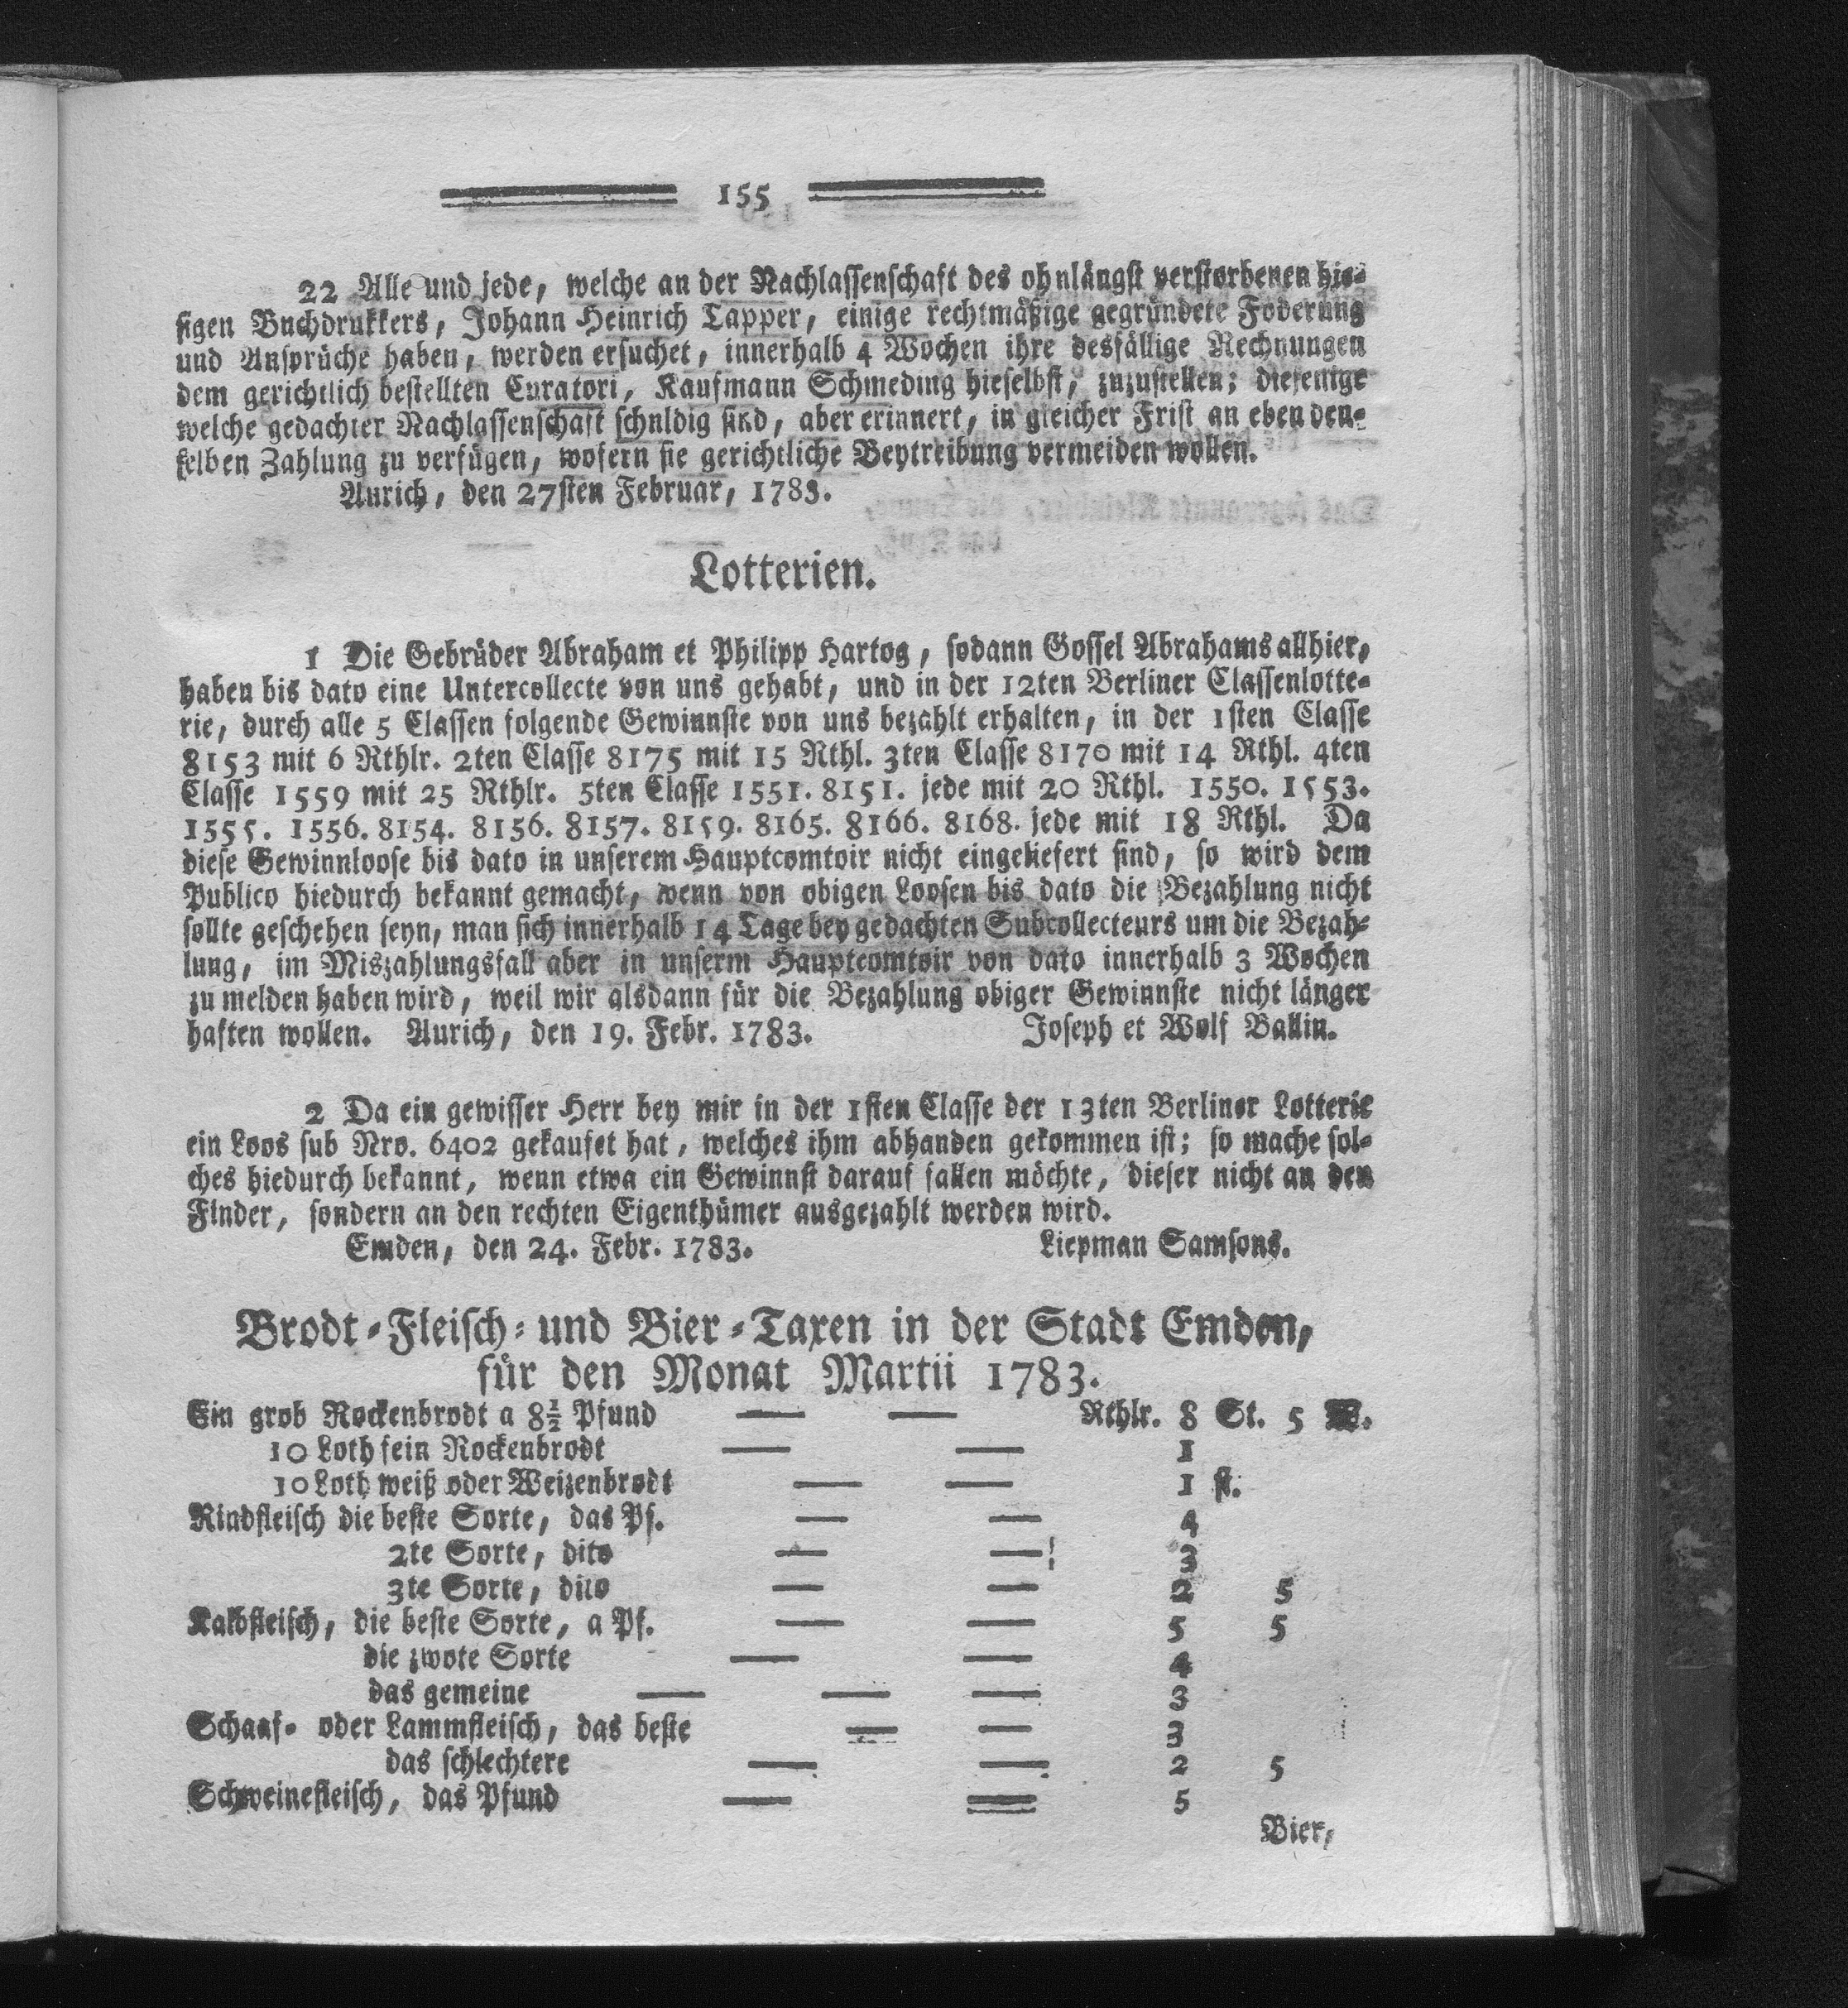 155
22 Alle und jede, welche an der Nachlassenschaft des ohnlängst verstorbenen hie-
sigen Buchdrukkers, Johann Heinrich Tapper, einige rechtmäßige gegründete Foderung
und Ansprüche haben, werden ersuchet, innerhalb 4 Wochen ihre desfällige Rechnungen
dem gerichtlich bestellten Curatori, Kaufmann Schmeding hieselbst, zuzustellen; diejenige
welche gedachter Nachlassenschaft schuldig sind, aber erinnert, in gleicher Frist an eben den-
selben Zahlung zu verfügen, wofern sie gerichtliche Beytreibung vermeiden wollen.
Aurich, den 27sten Februar, 1783.
Lotterien.
1 Die Gebrüder Abraham et Philipp Hartog, sodann Gossel Abrahams allhier,
haben bis dato eine Untercollecte von uns gehabt, und in der 12ten Berliner Classenlotte-
rie, durch alle 5 Classen folgende Gewinnste von uns bezahlt erhalten, in der 1sten Classe
8153 mit 6 Rthlr. 2ten Classe 8175 mit 15 Rthl. 3ten Classe 8170 mit 14 Rthl. 4ten
Classe 1559 mit 25 Rthlr. 5ten Classe 1551. 8151. jede mit 20 Rthl. 1550. 1553.
1555. 1556. 8154. 8156. 8157. 8159. 8165. 8166. 8168. jede mit 18 Rthl. Da
diese Gewinnloose bis dato in unserem Hauptcomtoir nicht eingeliefert sind, so wird dem
Publico hiedurch bekannt gemacht, wenn von obigen Loosen bis dato die Bezahlung nicht
sollte geschehen seyn, man sich innerhalb 14 Tage bey gedachten Subcollecteurs um die Bezah-
lung, im Miszahlungsfall aber in unserm Hauptcomtoir von dato innerhalb 3 Wochen
zu melden haben wird, weil wir alsdann für die Bezahlung obiger Gewinnste nicht länger
haften wollen. Aurich, den 19. Febr. 1783. Joseph et Wolf Ballin.
2 Da ein gewisser Herr bey mir in der 1sten Classe der 13ten Berliner Lotterie
ein Loos sub Nro. 6402 gekaufet hat, welches ihm abhanden gekommen ist; so mache sol-
ches hiedurch bekannt, wenn etwa ein Gewinnst darauf fallen möchte, dieser nicht an den
Finder, sondern an den rechten Eigenthümer ausgezahlt werden wird.
Emden, den 24. Febr. 1783. Liepman Samsons.
Brodt-Fleisch- und Bier-Taxen in der Stadt Emden,
für den Monat Martii 1783.
Ein grob Rockenbrodt a 8½ Pfund — — Rthlr. 8 St. 5 W.
10 Loth fein Rockenbrodt — — 1
10 Loth weiß oder Weizenbrodt — — 1 st.
Rindfleisch die beste Sorte, das Pf. — — 4
2te Sorte, dito — — 3
3te Sorte, dito — — 2 5
Kalbfleisch, die beste Sorte, a Pf. — — 5 5
die zwote Sorte — — 4
das gemeine — — — 3
Schaaf- oder Lammfleisch, das beste — — 3
das schlechtere — — 2 5
Schweinefleisch, das Pfund — — 5
Bier,